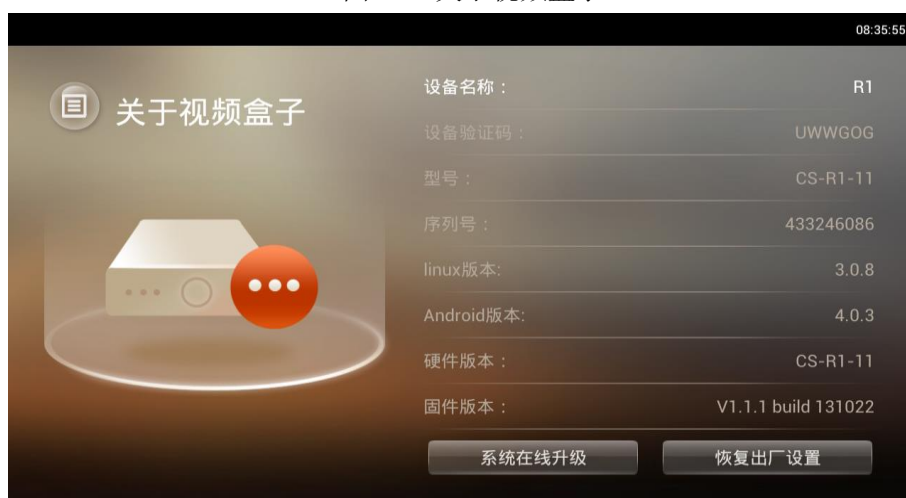 08:35:55
关于视频盒子
设备名称： R1
设备验证码： UWWGOG
型号： CS-R1-11
序列号： 433246086
linux版本: 3.0.8
Android版本: 4.0.3
硬件版本： CS-R1-11
固件版本： V1.1.1 build 131022
系统在线升级 恢复出厂设置